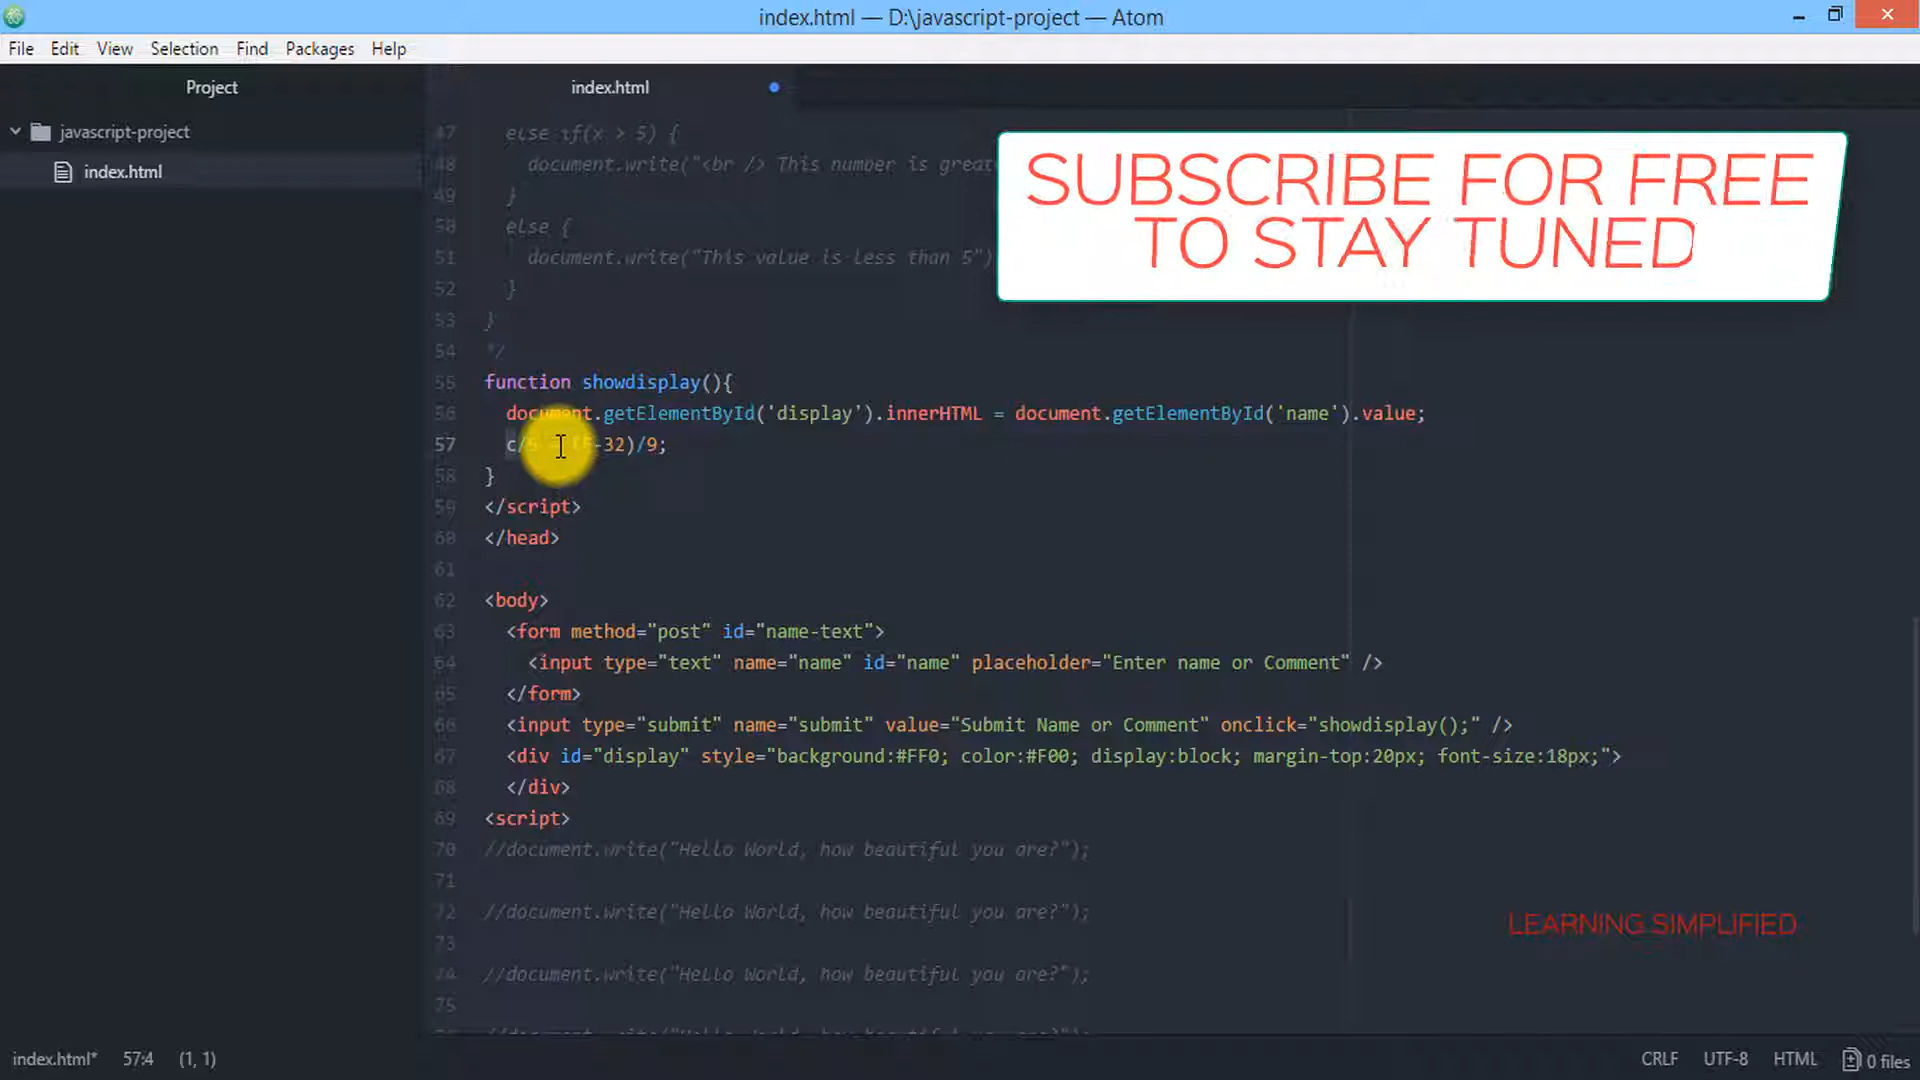 index.html — D:\javascript-project — Atom
File Edit View Selection Find Packages Help
Project
index.html
javascript-project
index.html
47 else if(x > 5) {
48 document.write("<br /> This number is great
49 }
50 else {
51 document.write("This value is less than 5")
52 }
53 }
54 */
55 function showdisplay(){
56 document.getElementById('display').innerHTML = document.getElementById('name').value;
57 c/5 = (F-32)/9;
58 }
59 </script>
60 </head>
61
62 <body>
63 <form method="post" id="name-text">
64 <input type="text" name="name" id="name" placeholder="Enter name or Comment" />
65 </form>
66 <input type="submit" name="submit" value="Submit Name or Comment" onclick="showdisplay();" />
67 <div id="display" style="background:#FF0; color:#F00; display:block; margin-top:20px; font-size:18px;">
68 </div>
69 <script>
70 //document.write("Hello World, how beautiful you are?");
71
72 //document.write("Hello World, how beautiful you are?");
73
74 //document.write("Hello World, how beautiful you are?");
75
SUBSCRIBE FOR FREE
TO STAY TUNED
LEARNING SIMPLIFIED
index.html* 57:4 (1, 1)
CRLF UTF-8 HTML 0 files